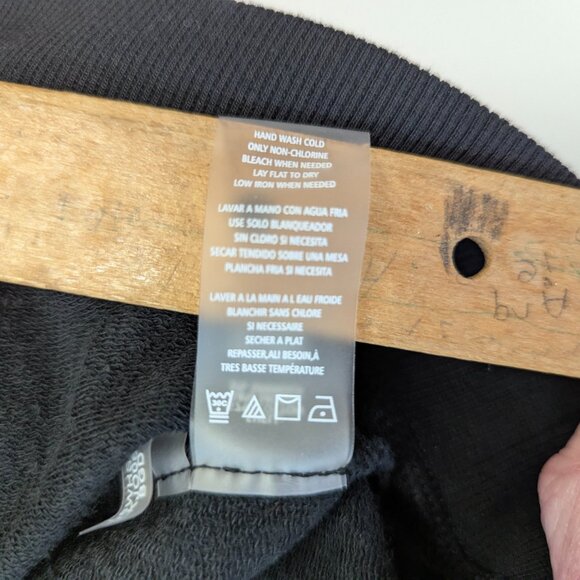 HAND WASH COLD
ONLY NON-CHLORINE
BLEACH WHEN NEEDED
LAY FLAT TO DRY
LOW IRON WHEN NEEDED
LAVAR A MANO CON AGUA FRIA
USE SOLO BLANQUEADOR
SIN CLORO SI NECESITA
SECAR TENDIDO SOBRE UNA MESA
PLANCHA FRIA SI NECESITA
LAVER A LA MAIN A L EAU FROIDE
BLANCHIR SANS CHLORE
SI NECESSAIRE
SECHER A PLAT
REPASSER,ALI BESOIN,À
TRES BASSE TEMPÉRATURE
30C